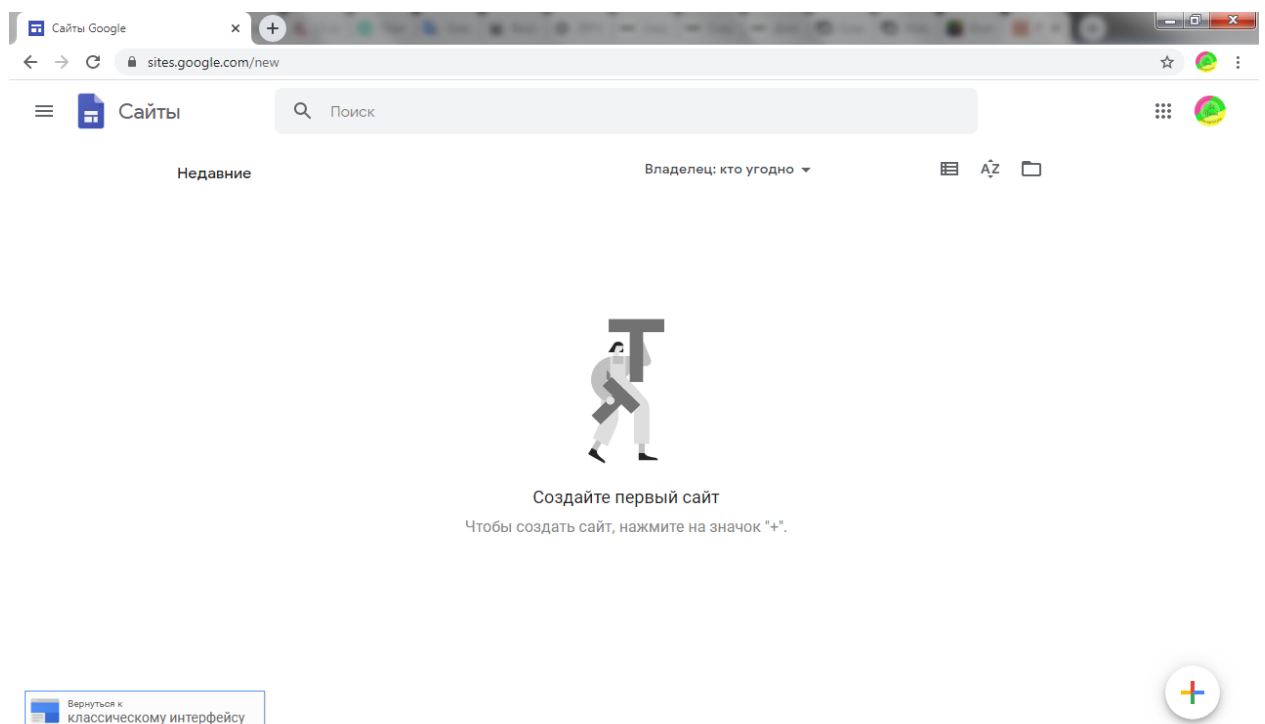 Сайты Google
sites.google.com/new
Сайты
Поиск
Недавние
Владелец: кто угодно
AZ
Создайте первый сайт
Чтобы создать сайт, нажмите на значок "+".
Вернуться к
классическому интерфейсу